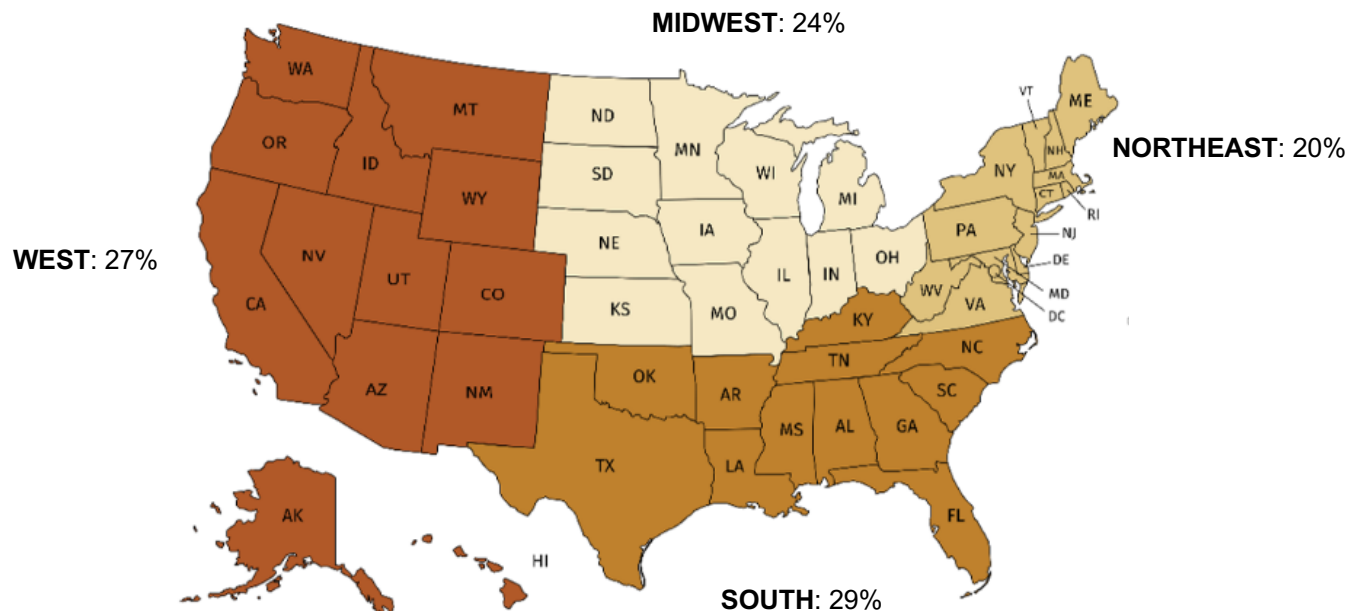 MIDWEST: 24%
WA
MT
ND
MN
VT
ME
OR
ID
SD
WI
MI
NY
NH
MA
CT
RI
NORTHEAST: 20%
WY
IA
NE
PA
NJ
WEST: 27%
NV
UT
CO
IL
IN
OH
DE
CA
KS
MO
WV
VA
MD
DC
KY
AZ
NM
OK
AR
TN
NC
SC
TX
LA
MS
AL
GA
FL
AK
HI
SOUTH: 29%